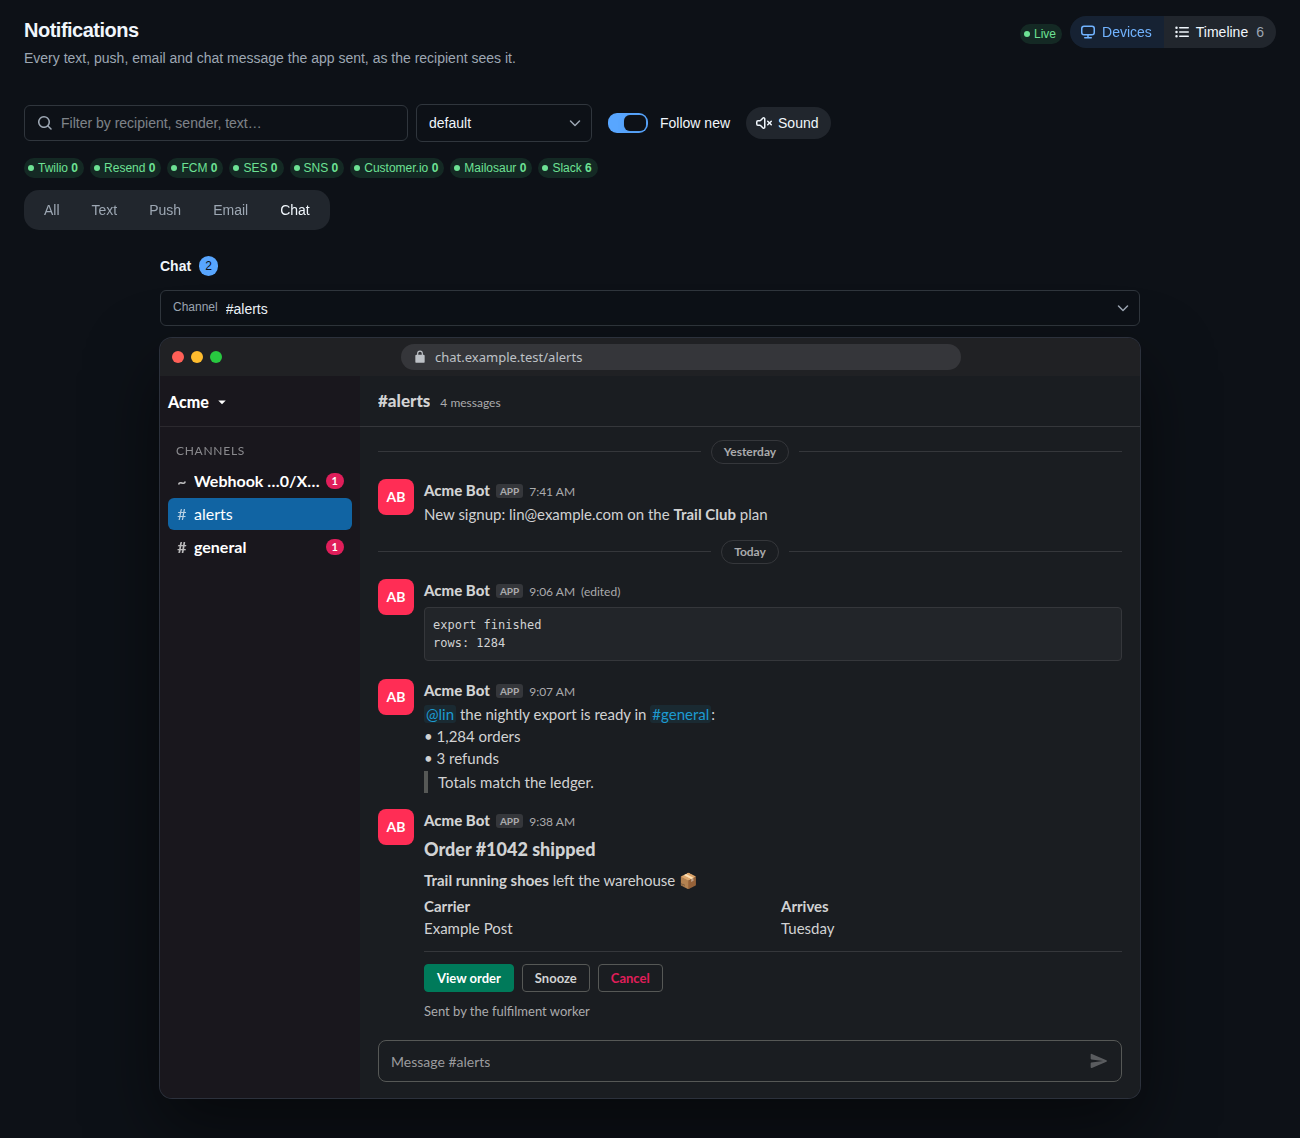 Notifications
Every text, push, email and chat message the app sent, as the recipient sees it.
Live
Devices
Timeline 6
Filter by recipient, sender, text…
default
Follow new
Sound
Twilio 0
Resend 0
FCM 0
SES 0
SNS 0
Customer.io 0
Mailosaur 0
Slack 6
All
Text
Push
Email
Chat
Chat 2
Channel #alerts
chat.example.test/alerts
Acme
CHANNELS
~ Webhook ...0/X... 1
# alerts
# general 1
#alerts 4 messages
Yesterday
AB
Acme Bot APP 7:41 AM
New signup: lin@example.com on the Trail Club plan
Today
AB
Acme Bot APP 9:06 AM (edited)
export finished
rows: 1284
AB
Acme Bot APP 9:07 AM
@lin the nightly export is ready in #general:
• 1,284 orders
• 3 refunds
Totals match the ledger.
AB
Acme Bot APP 9:38 AM
Order #1042 shipped
Trail running shoes left the warehouse 📦
Carrier
Example Post
Arrives
Tuesday
View order
Snooze
Cancel
Sent by the fulfilment worker
Message #alerts